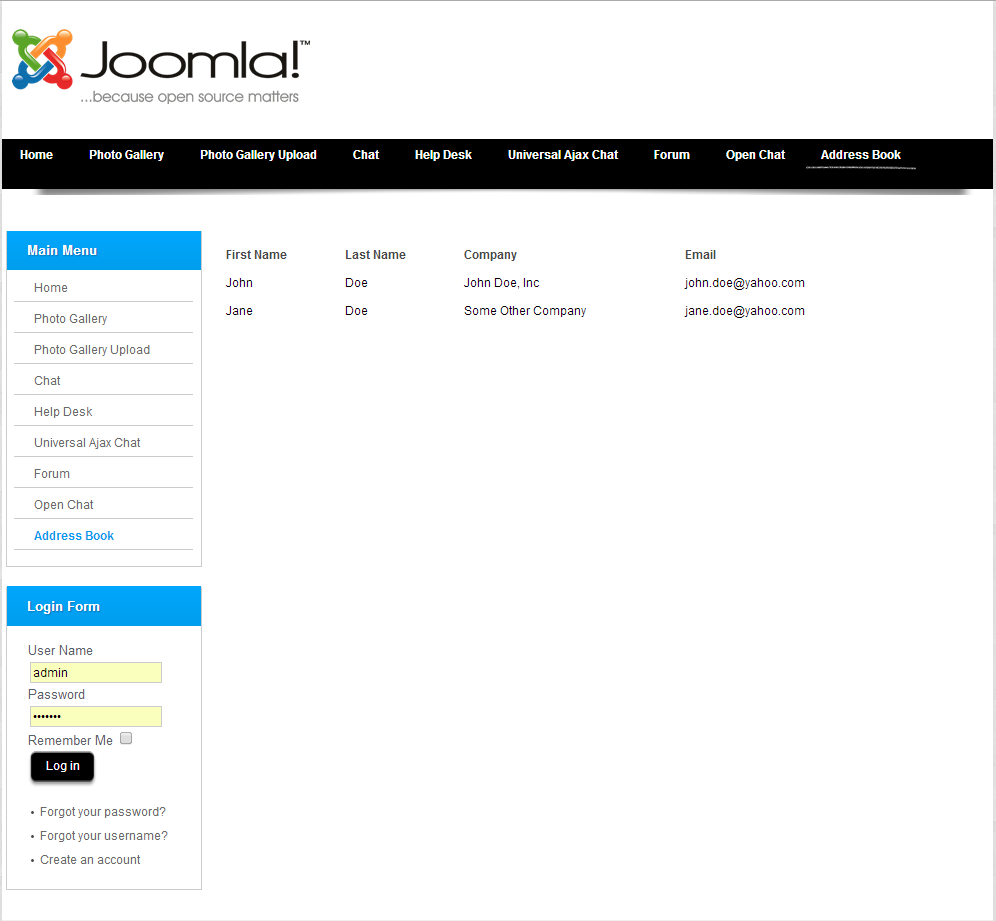 Joomla!™
...because open source matters
Home Photo Gallery Photo Gallery Upload Chat Help Desk Universal Ajax Chat Forum Open Chat Address Book
Main Menu
Home
Photo Gallery
Photo Gallery Upload
Chat
Help Desk
Universal Ajax Chat
Forum
Open Chat
Address Book
First Name Last Name Company Email
John Doe John Doe, Inc john.doe@yahoo.com
Jane Doe Some Other Company jane.doe@yahoo.com
Login Form
User Name
admin
Password
•••••••
Remember Me
Log in
• Forgot your password?
• Forgot your username?
• Create an account